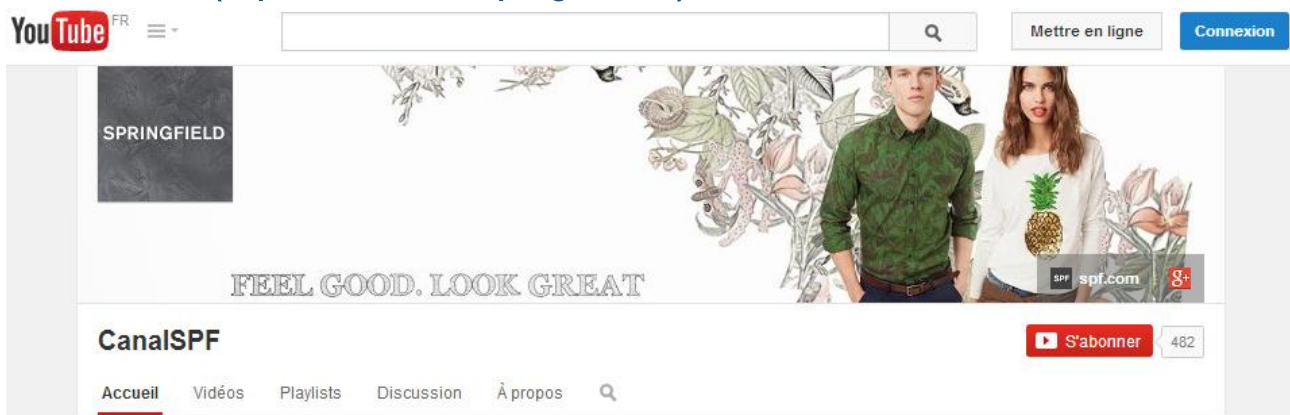 YouTube FR
Mettre en ligne
Connexion
SPRINGFIELD
FEEL GOOD. LOOK GREAT
SPF spf.com g+
CanalSPF
S'abonner 482
Accueil Vidéos Playlists Discussion À propos